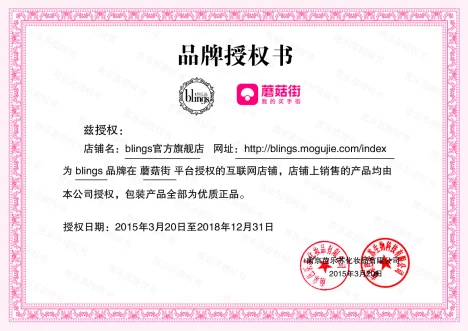 品牌授权书
blings
蘑菇街
我的买手街
兹授权：
店铺名：blings官方旗舰店 网址：http://blings.mogujie.com/index
为 blings 品牌在 蘑菇街 平台授权的互联网店铺，店铺上销售的产品均由
本公司授权，包装产品全部为优质正品。
授权日期：2015年3月20日至2018年12月31日
2015年3月20日